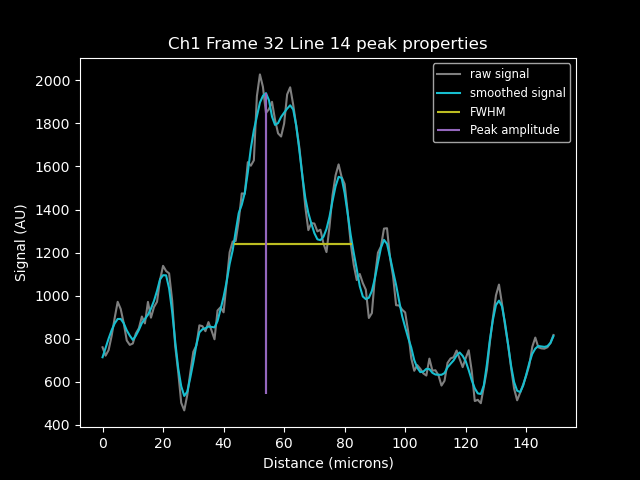 Ch1 Frame 32 Line 14 peak properties
raw signal
smoothed signal
FWHM
Peak amplitude
Signal (AU)
2000
1800
1600
1400
1200
1000
800
600
400
0 20 40 60 80 100 120 140
Distance (microns)